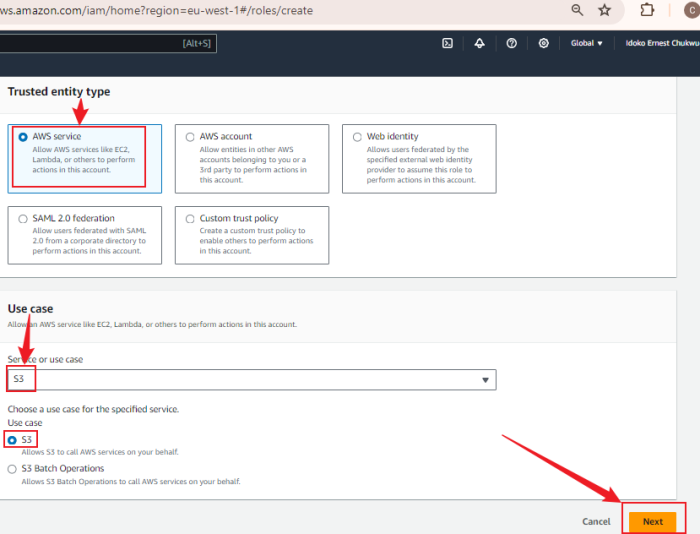 ws.amazon.com/iam/home?region=eu-west-1#/roles/create
C
[Alt+S]
Global
Idoko Ernest Chukwu
Trusted entity type
AWS service
Allow AWS services like EC2,
Lambda, or others to perform
actions in this account.
AWS account
Allow entities in other AWS
accounts belonging to you or a
3rd party to perform actions in
this account.
Web identity
Allows users federated by the
specified external web identity
provider to assume this role to
perform actions in this account.
SAML 2.0 federation
Allow users federated with SAML
2.0 from a corporate directory to
perform actions in this account.
Custom trust policy
Create a custom trust policy to
enable others to perform actions
in this account.
Use case
Allow an AWS service like EC2, Lambda, or others to perform actions in this account.
Service or use case
S3
Choose a use case for the specified service.
Use case
S3
Allows S3 to call AWS services on your behalf.
S3 Batch Operations
Allows S3 Batch Operations to call AWS services on your behalf.
Cancel
Next